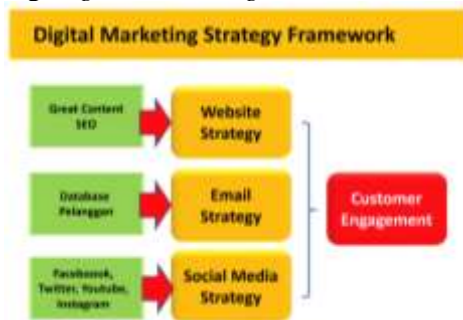 Digital Marketing Strategy Framework
Great Content
SEO
Website
Strategy
Database
Pelanggan
Email
Strategy
Customer
Engagement
Facebook,
Twitter, Youtube,
Instagram
Social Media
Strategy